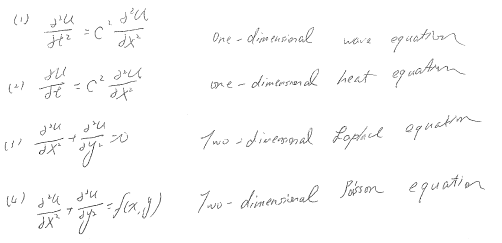 (1) ∂²u/∂t² = C² ∂²u/∂x² one-dimensional wave equation
(2) ∂u/∂t = C² ∂²u/∂x² one-dimensional heat equation
(3) ∂²u/∂x² + ∂²u/∂y² = 0 Two-dimensional Laplace equation
(4) ∂²u/∂x² + ∂²u/∂y² = f(x,y) Two-dimensional Poisson equation